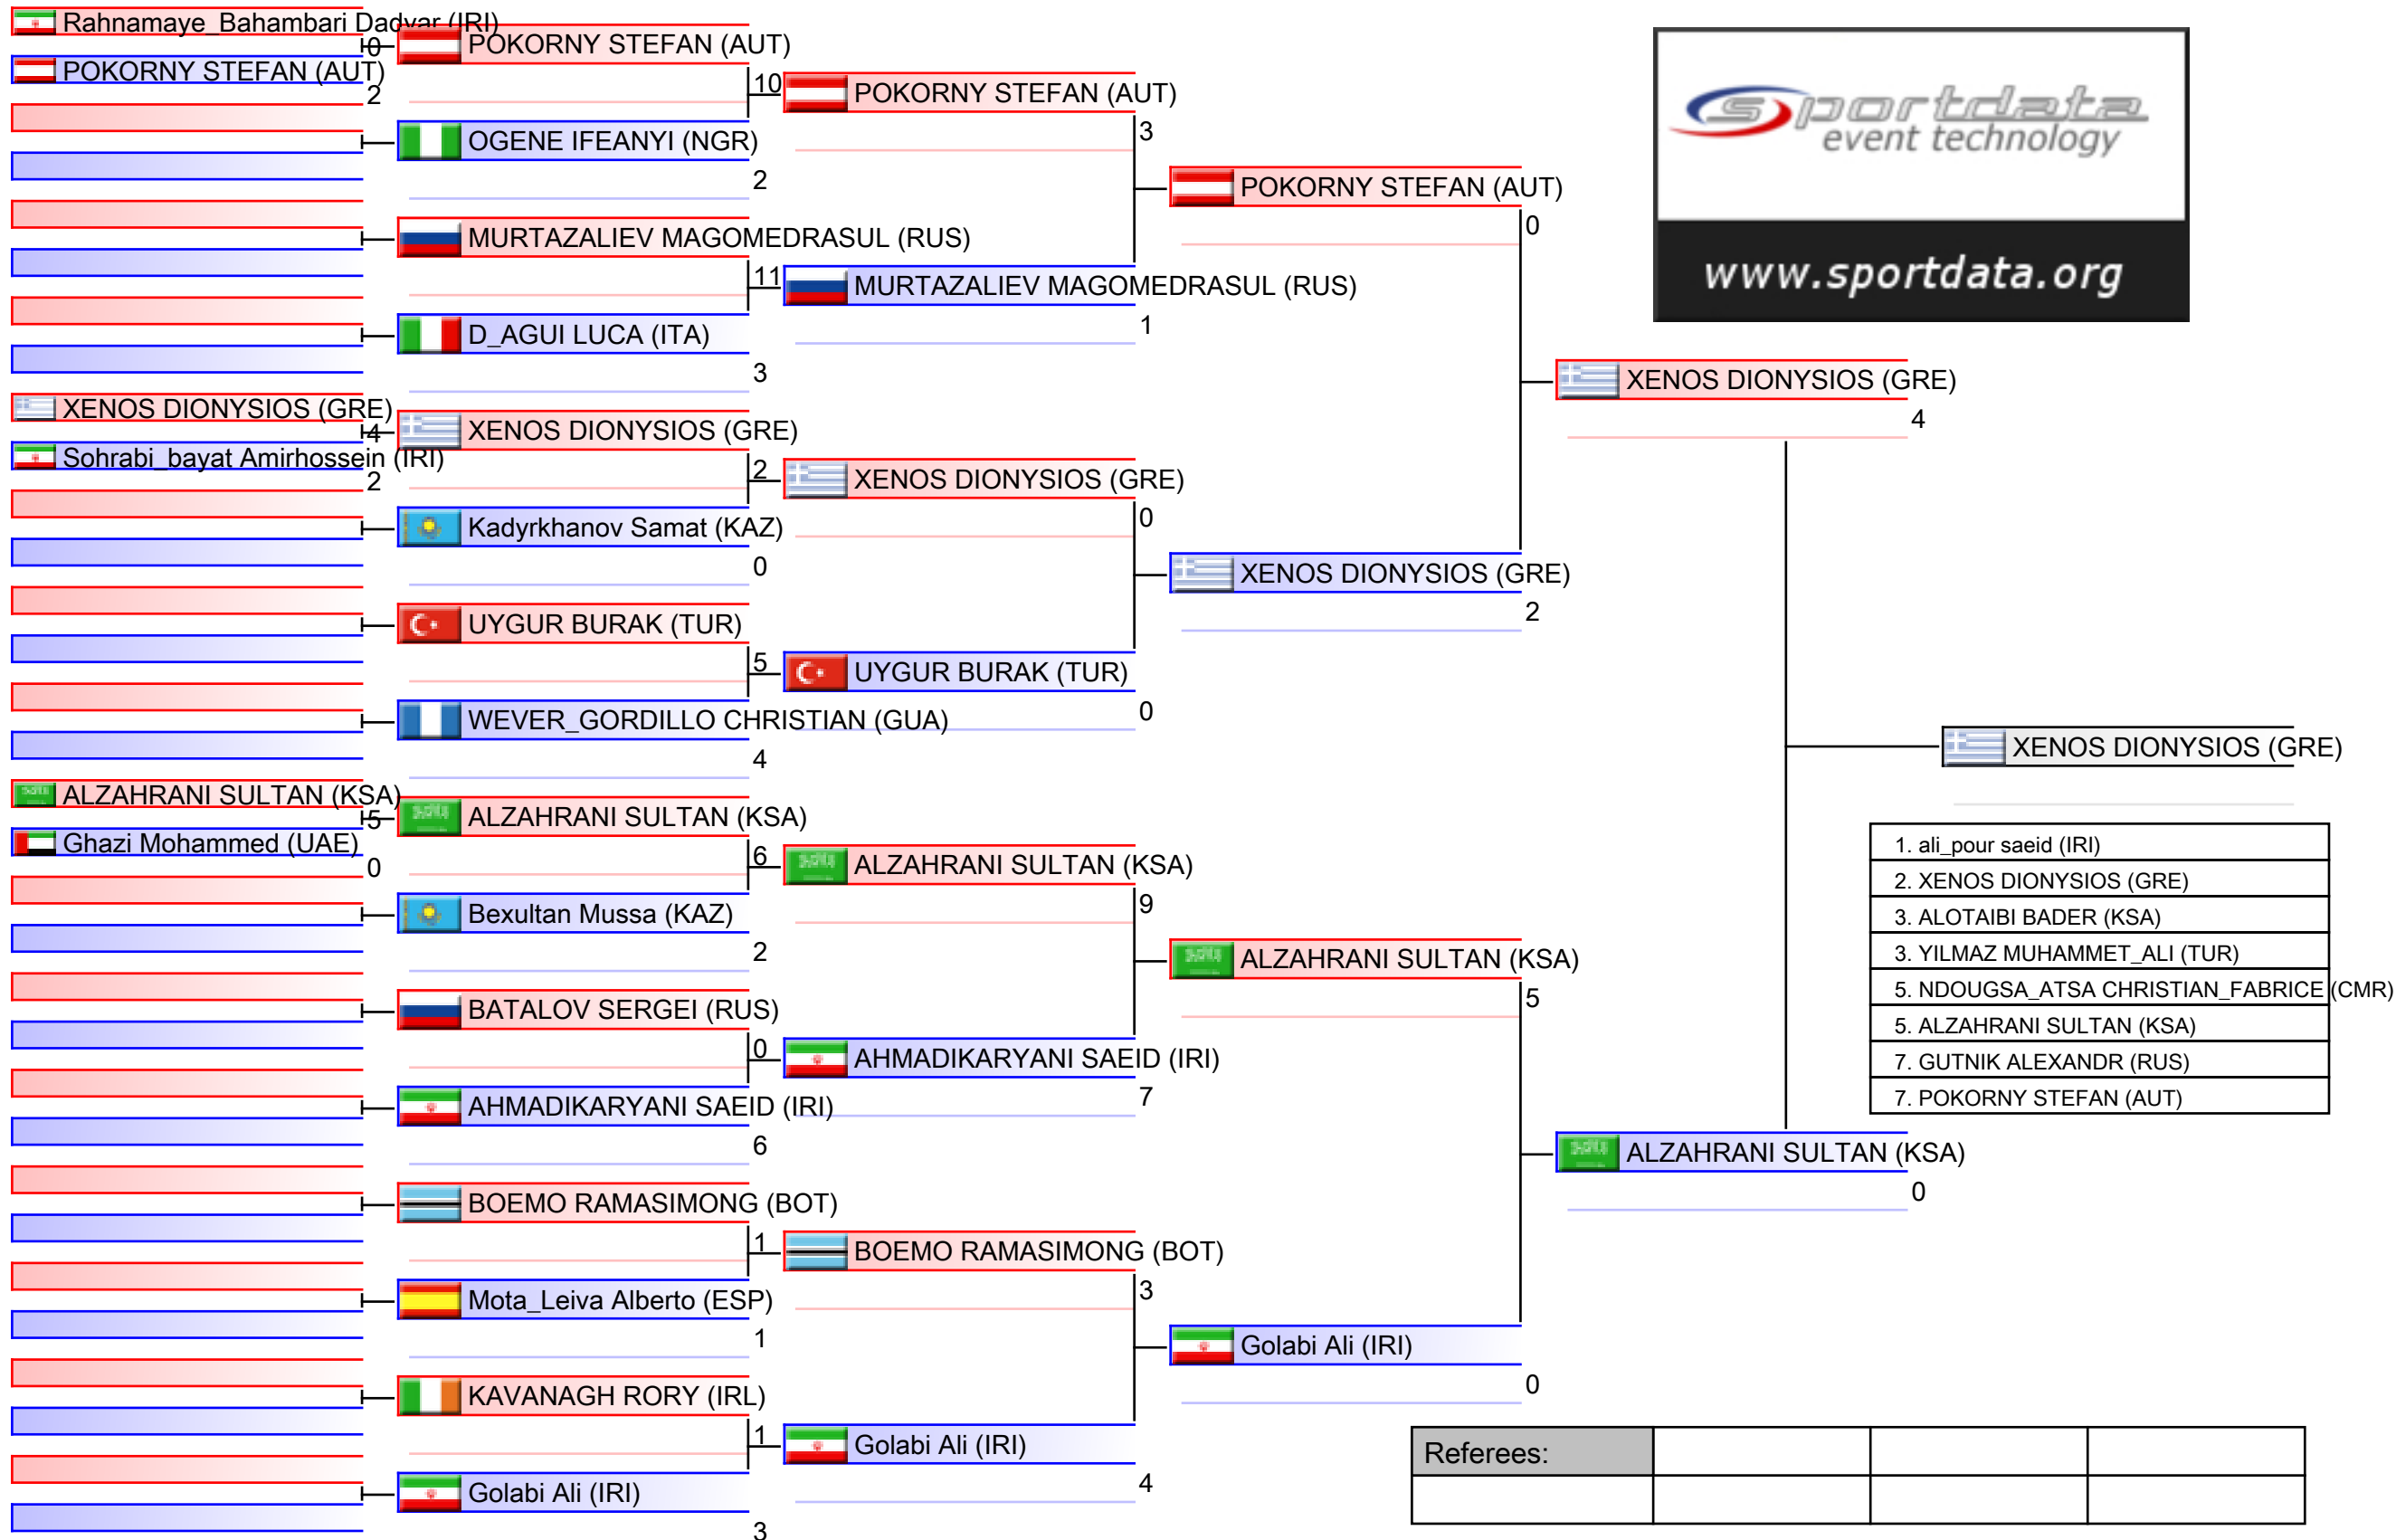 Rahnamaye_Bahambari Dadvar (IRI)
0
POKORNY STEFAN (AUT)
2
XENOS DIONYSIOS (GRE)
4
Sohrabi_bayat Amirhossein (IRI)
2
ALZAHRANI SULTAN (KSA)
5
Ghazi Mohammed (UAE)
0
POKORNY STEFAN (AUT)
10
OGENE IFEANYI (NGR)
2
MURTAZALIEV MAGOMEDRASUL (RUS)
11
D_AGUI LUCA (ITA)
3
XENOS DIONYSIOS (GRE)
2
Kadyrkhanov Samat (KAZ)
0
UYGUR BURAK (TUR)
5
WEVER_GORDILLO CHRISTIAN (GUA)
4
ALZAHRANI SULTAN (KSA)
6
Bexultan Mussa (KAZ)
2
BATALOV SERGEI (RUS)
0
AHMADIKARYANI SAEID (IRI)
6
BOEMO RAMASIMONG (BOT)
1
Mota_Leiva Alberto (ESP)
1
KAVANAGH RORY (IRL)
1
Golabi Ali (IRI)
3
POKORNY STEFAN (AUT)
3
MURTAZALIEV MAGOMEDRASUL (RUS)
1
XENOS DIONYSIOS (GRE)
0
UYGUR BURAK (TUR)
0
ALZAHRANI SULTAN (KSA)
9
AHMADIKARYANI SAEID (IRI)
7
BOEMO RAMASIMONG (BOT)
3
Golabi Ali (IRI)
4
POKORNY STEFAN (AUT)
0
XENOS DIONYSIOS (GRE)
2
ALZAHRANI SULTAN (KSA)
5
Golabi Ali (IRI)
0
XENOS DIONYSIOS (GRE)
4
ALZAHRANI SULTAN (KSA)
0
XENOS DIONYSIOS (GRE)
sportdata
event technology
www.sportdata.org
1. ali_pour saeid (IRI)
2. XENOS DIONYSIOS (GRE)
3. ALOTAIBI BADER (KSA)
3. YILMAZ MUHAMMET_ALI (TUR)
5. NDOUGSA_ATSA CHRISTIAN_FABRICE (CMR)
5. ALZAHRANI SULTAN (KSA)
7. GUTNIK ALEXANDR (RUS)
7. POKORNY STEFAN (AUT)
Referees: